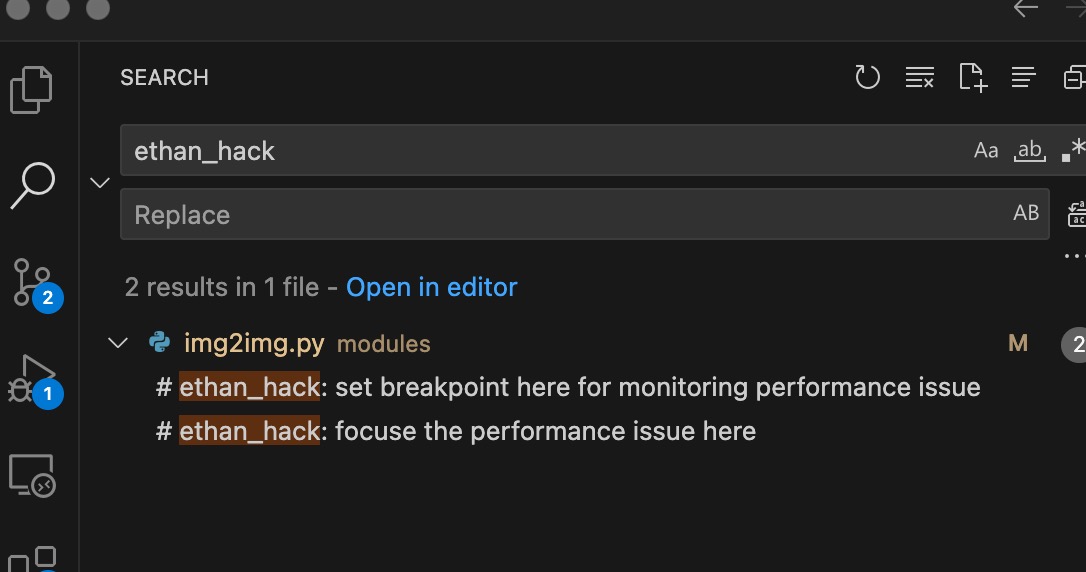 SEARCH
ethan_hack
Aa ab *
Replace
AB
2 results in 1 file - Open in editor
img2img.py modules M 2
# ethan_hack: set breakpoint here for monitoring performance issue
# ethan_hack: focuse the performance issue here
2
1